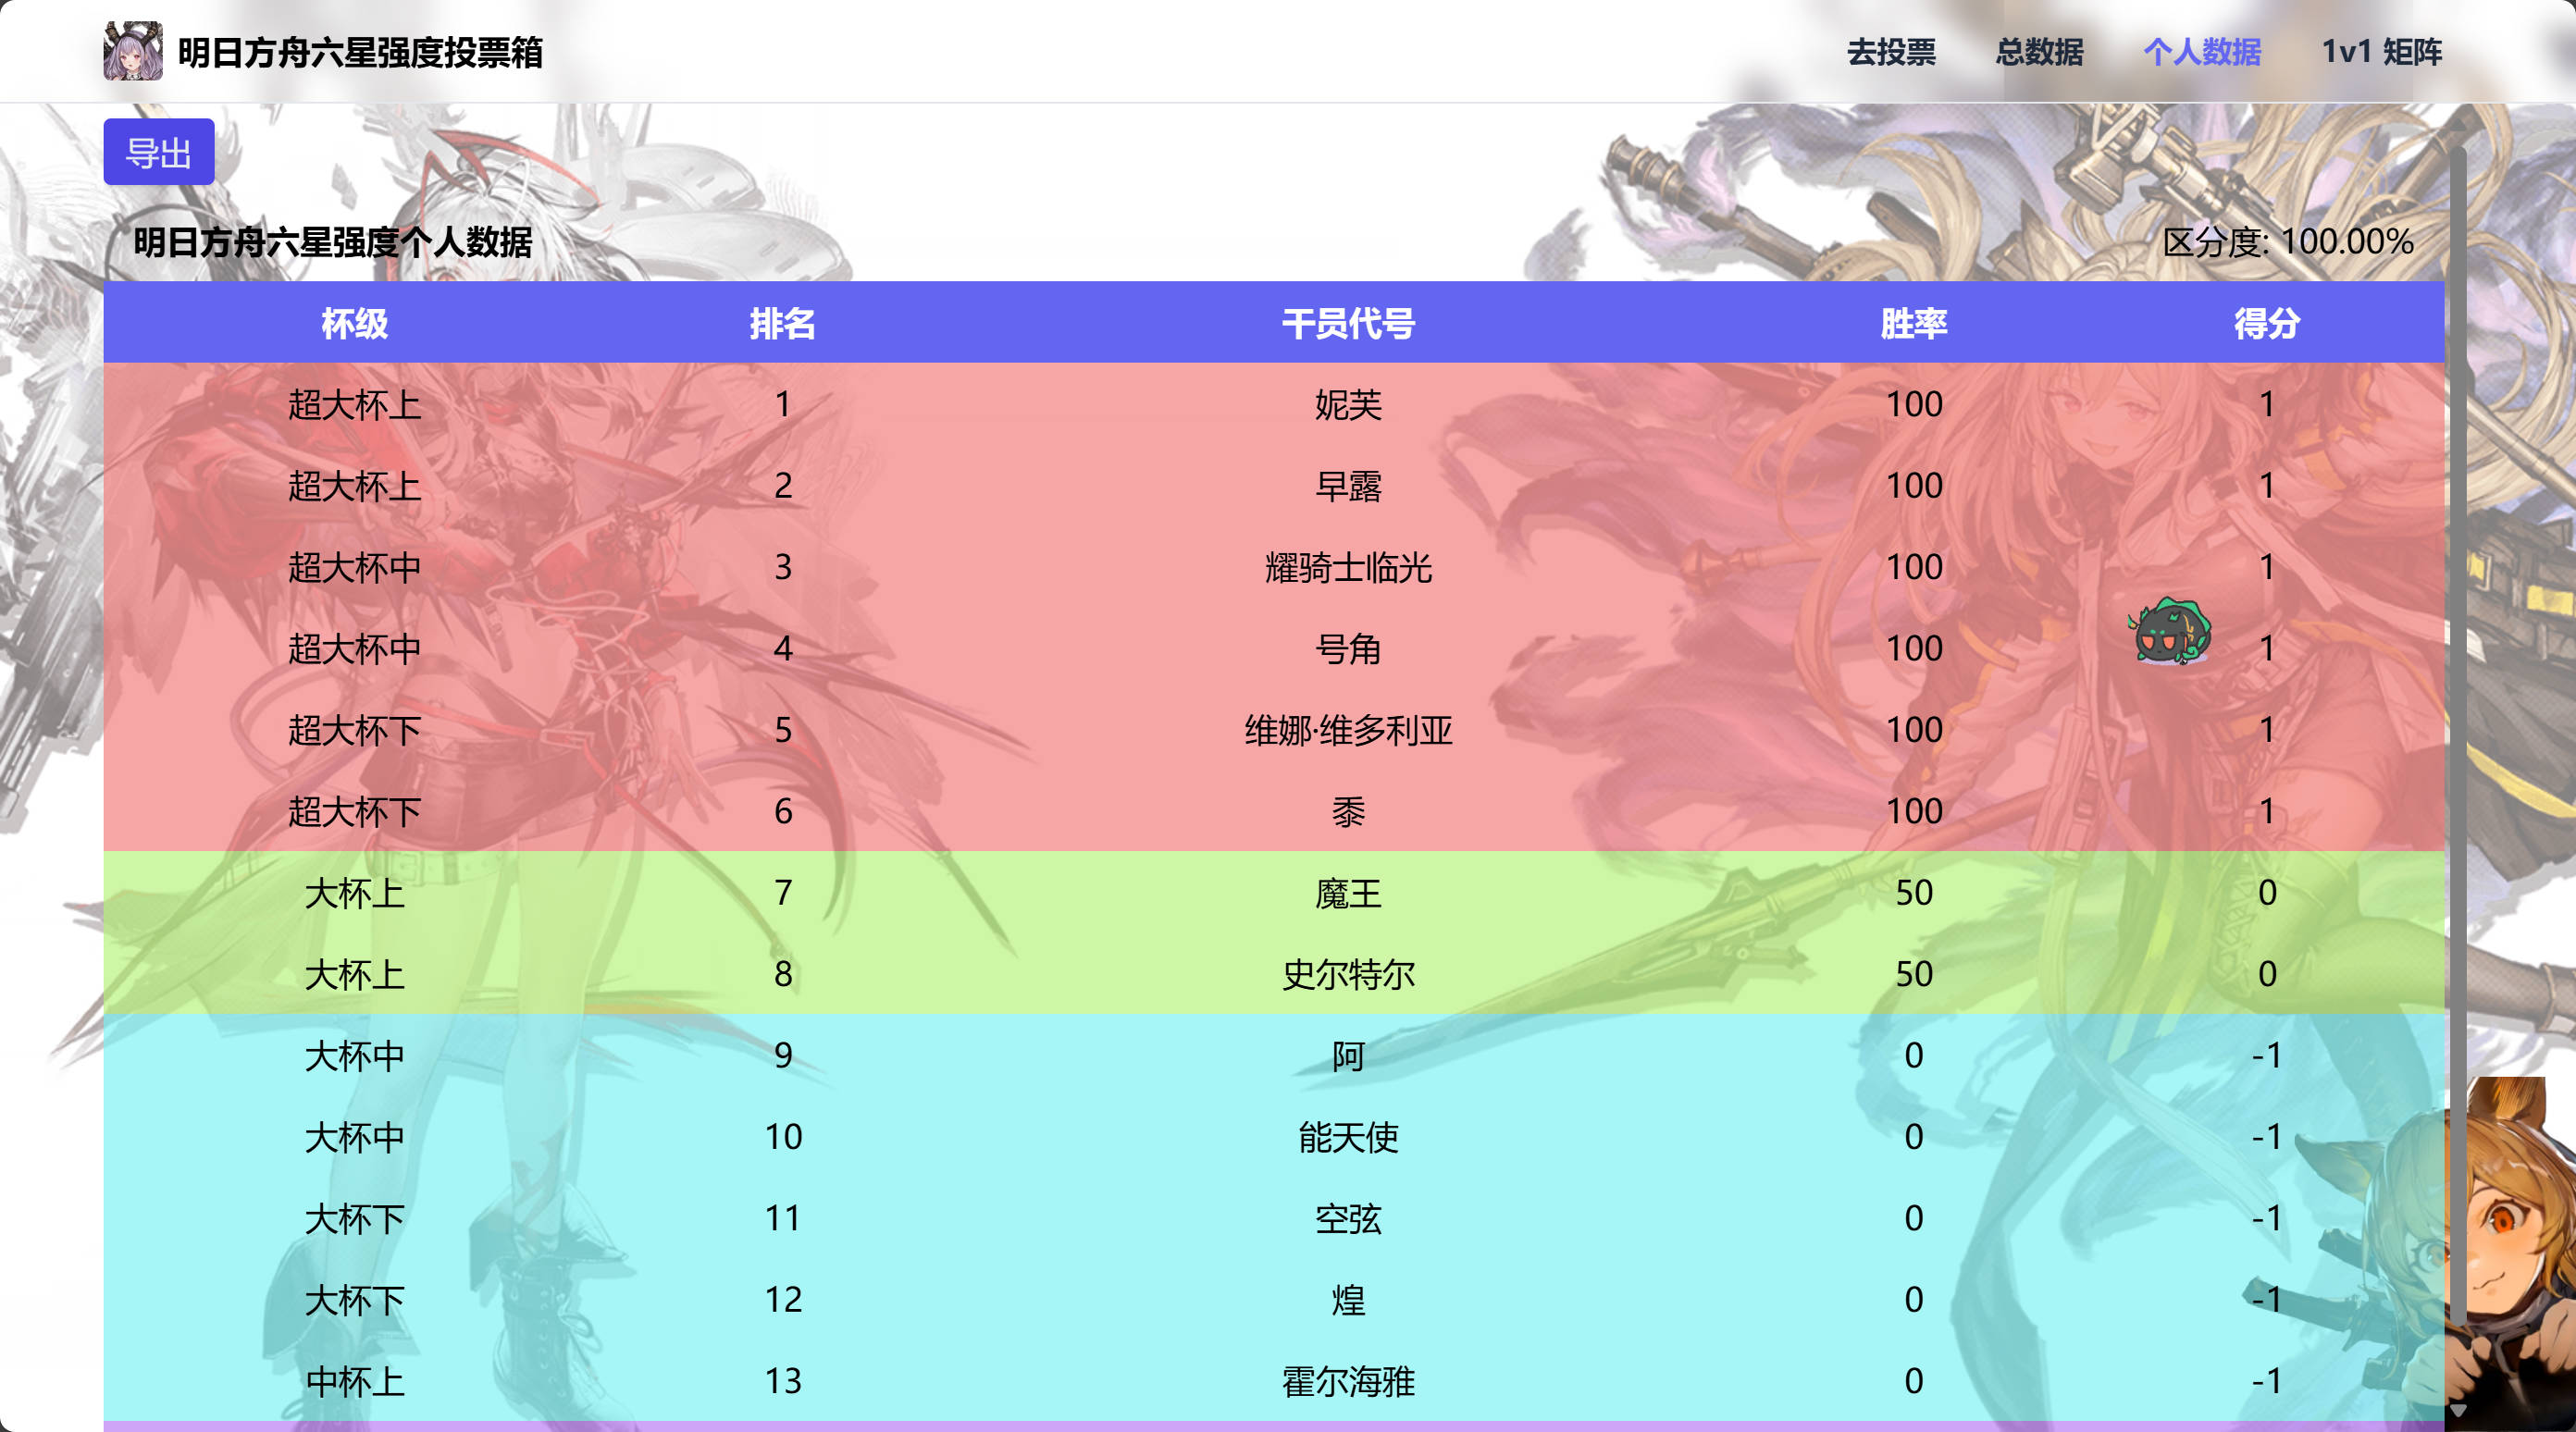 明日方舟六星强度投票箱 去投票 总数据 个人数据 1v1 矩阵
导出
明日方舟六星强度个人数据 区分度: 100.00%
杯级 排名 干员代号 胜率 得分
超大杯上 1 妮芙 100 1
超大杯上 2 早露 100 1
超大杯中 3 耀骑士临光 100 1
超大杯中 4 号角 100 1
超大杯下 5 维娜·维多利亚 100 1
超大杯下 6 黍 100 1
大杯上 7 魔王 50 0
大杯上 8 史尔特尔 50 0
大杯中 9 阿 0 -1
大杯中 10 能天使 0 -1
大杯下 11 空弦 0 -1
大杯下 12 煌 0 -1
中杯上 13 霍尔海雅 0 -1